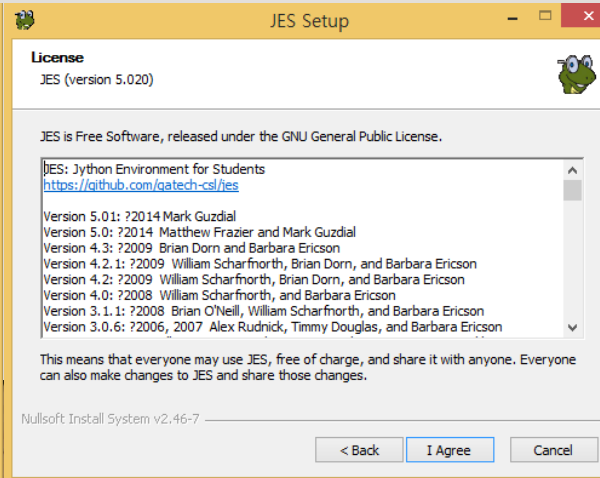 JES Setup
License
JES (version 5.020)
JES is Free Software, released under the GNU General Public License.
JES: Jython Environment for Students
https://github.com/gatech-csl/jes
Version 5.01: ?2014 Mark Guzdial
Version 5.0: ?2014 Matthew Frazier and Mark Guzdial
Version 4.3: ?2009 Brian Dorn and Barbara Ericson
Version 4.2.1: ?2009 William Scharfnorth, Brian Dorn, and Barbara Ericson
Version 4.2: ?2009 William Scharfnorth, Brian Dorn, and Barbara Ericson
Version 4.0: ?2008 William Scharfnorth, and Barbara Ericson
Version 3.1.1: ?2008 Brian O'Neill, William Scharfnorth, and Barbara Ericson
Version 3.0.6: ?2006, 2007 Alex Rudnick, Timmy Douglas, and Barbara Ericson
This means that everyone may use JES, free of charge, and share it with anyone. Everyone
can also make changes to JES and share those changes.
Nullsoft Install System v2.46-7
< Back
I Agree
Cancel